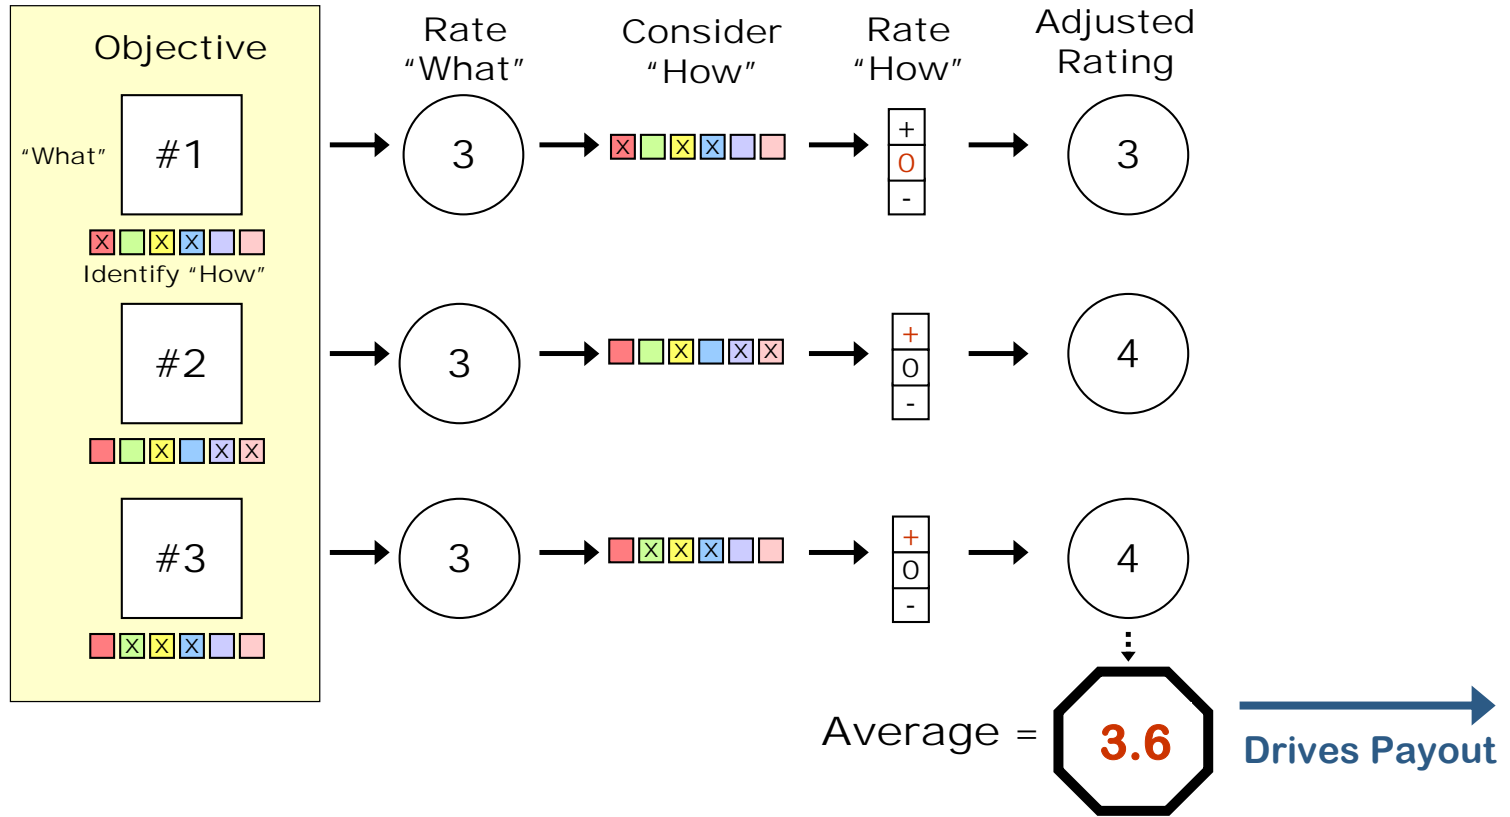 Objective
Rate
“What”
Consider
“How”
Rate
“How”
Adjusted
Rating
“What”
#1
X X X
Identify “How”
3
X X X
+
0
-
3
#2
X X X
3
X X X
+
0
-
4
#3
X X X
3
X X X
+
0
-
4
Average =
3.6
Drives Payout